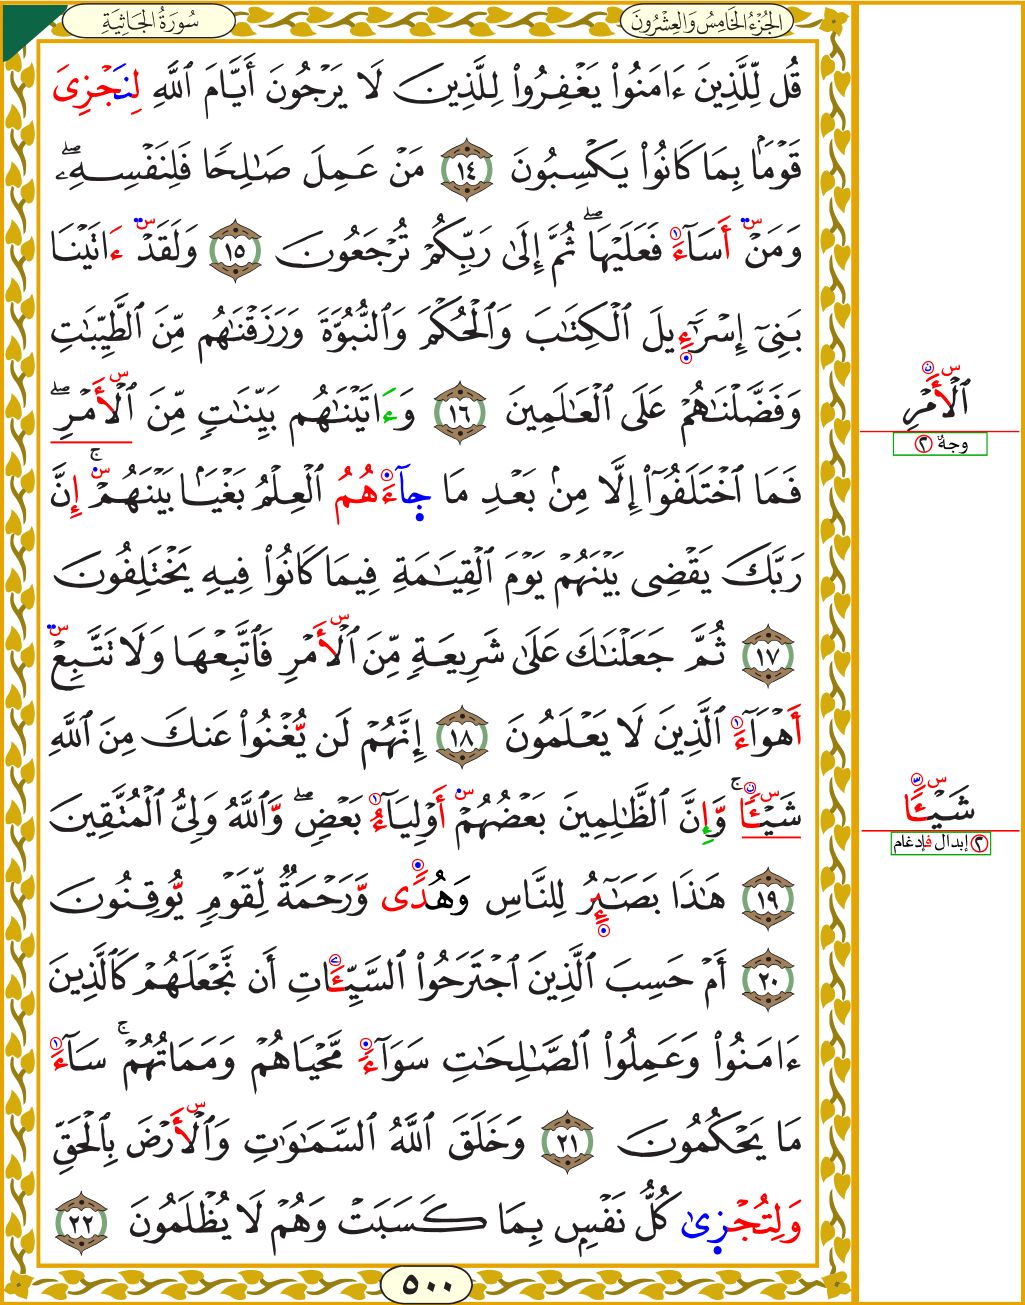 الجُزْءُ الخَامِسُ وَالعِشْرُونَ
سُورَةُ الجَاثِيَةِ
قُل لِّلَّذِينَ ءَامَنُواْ يَغْفِرُواْ لِلَّذِينَ لَا يَرْجُونَ أَيَّامَ ٱللَّهِ لِنَجْزِىَ
قَوْمَۢا بِمَا كَانُواْ يَكْسِبُونَ ١٤ مَنْ عَمِلَ صَـٰلِحًا فَلِنَفْسِهِۦۖ
وَمَنْ أَسَآءَ فَعَلَيْهَاۖ ثُمَّ إِلَىٰ رَبِّكُمْ تُرْجَعُونَ ١٥ وَلَقَدْ ءَاتَيْنَا
بَنِىٓ إِسْرَٰٓءِيلَ ٱلْكِتَـٰبَ وَٱلْحُكْمَ وَٱلنُّبُوَّةَ وَرَزَقْنَـٰهُم مِّنَ ٱلطَّيِّبَـٰتِ
وَفَضَّلْنَـٰهُمْ عَلَى ٱلْعَـٰلَمِينَ ١٦ وَءَاتَيْنَـٰهُم بَيِّنَـٰتٍ مِّنَ ٱلْأَمْرِۖ
فَمَا ٱخْتَلَفُوٓاْ إِلَّا مِنۢ بَعْدِ مَا جَآءَهُمُ ٱلْعِلْمُ بَغْيَۢا بَيْنَهُمْۚ إِنَّ
رَبَّكَ يَقْضِى بَيْنَهُمْ يَوْمَ ٱلْقِيَـٰمَةِ فِيمَا كَانُواْ فِيهِ يَخْتَلِفُونَ
١٧ ثُمَّ جَعَلْنَـٰكَ عَلَىٰ شَرِيعَةٍ مِّنَ ٱلْأَمْرِ فَٱتَّبِعْهَا وَلَا تَتَّبِعْ
أَهْوَآءَ ٱلَّذِينَ لَا يَعْلَمُونَ ١٨ إِنَّهُمْ لَن يُغْنُواْ عَنكَ مِنَ ٱللَّهِ
شَيْـًٔاۚ وَإِنَّ ٱلظَّـٰلِمِينَ بَعْضُهُمْ أَوْلِيَآءُ بَعْضٍۖ وَٱللَّهُ وَلِىُّ ٱلْمُتَّقِينَ
١٩ هَـٰذَا بَصَـٰٓئِرُ لِلنَّاسِ وَهُدًى وَرَحْمَةٌ لِّقَوْمٍ يُوقِنُونَ
٢٠ أَمْ حَسِبَ ٱلَّذِينَ ٱجْتَرَحُواْ ٱلسَّيِّـَٔاتِ أَن نَّجْعَلَهُمْ كَٱلَّذِينَ
ءَامَنُواْ وَعَمِلُواْ ٱلصَّـٰلِحَـٰتِ سَوَآءً مَّحْيَاهُمْ وَمَمَاتُهُمْۚ سَآءَ
مَا يَحْكُمُونَ ٢١ وَخَلَقَ ٱللَّهُ ٱلسَّمَـٰوَٰتِ وَٱلْأَرْضَ بِٱلْحَقِّ
وَلِتُجْزَىٰ كُلُّ نَفْسٍۭ بِمَا كَسَبَتْ وَهُمْ لَا يُظْلَمُونَ ٢٢
٥٠٠
س ن
ٱلْأَمْرِ
٢ وجهٌ
س
شَيْـًٔا
٢ إبدال فإدغام